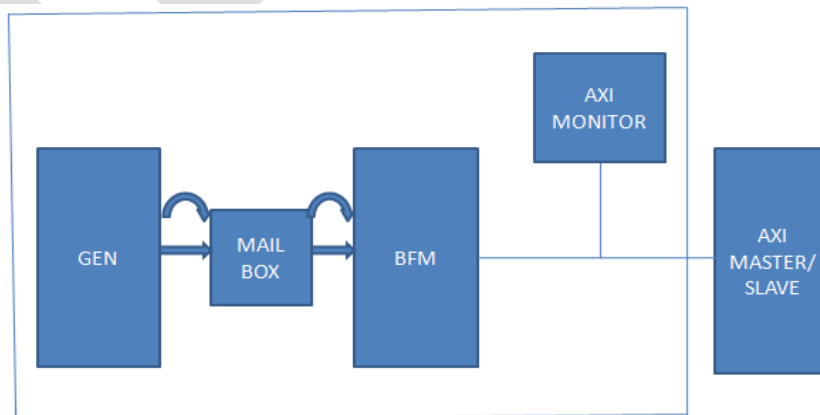 AXI
MONITOR
GEN
MAIL
BOX
BFM
AXI
MASTER/
SLAVE